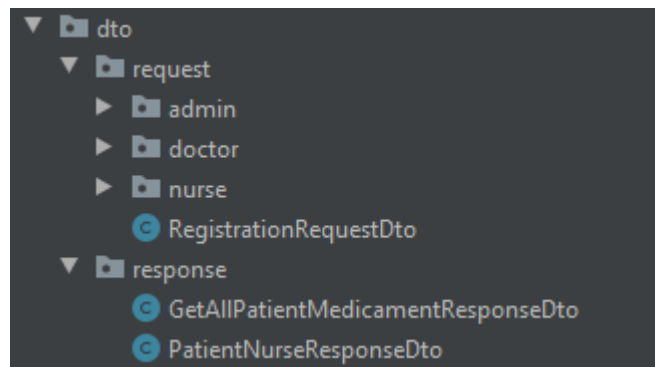 dto
request
admin
doctor
nurse
C RegistrationRequestDto
response
C GetAllPatientMedicamentResponseDto
C PatientNurseResponseDto